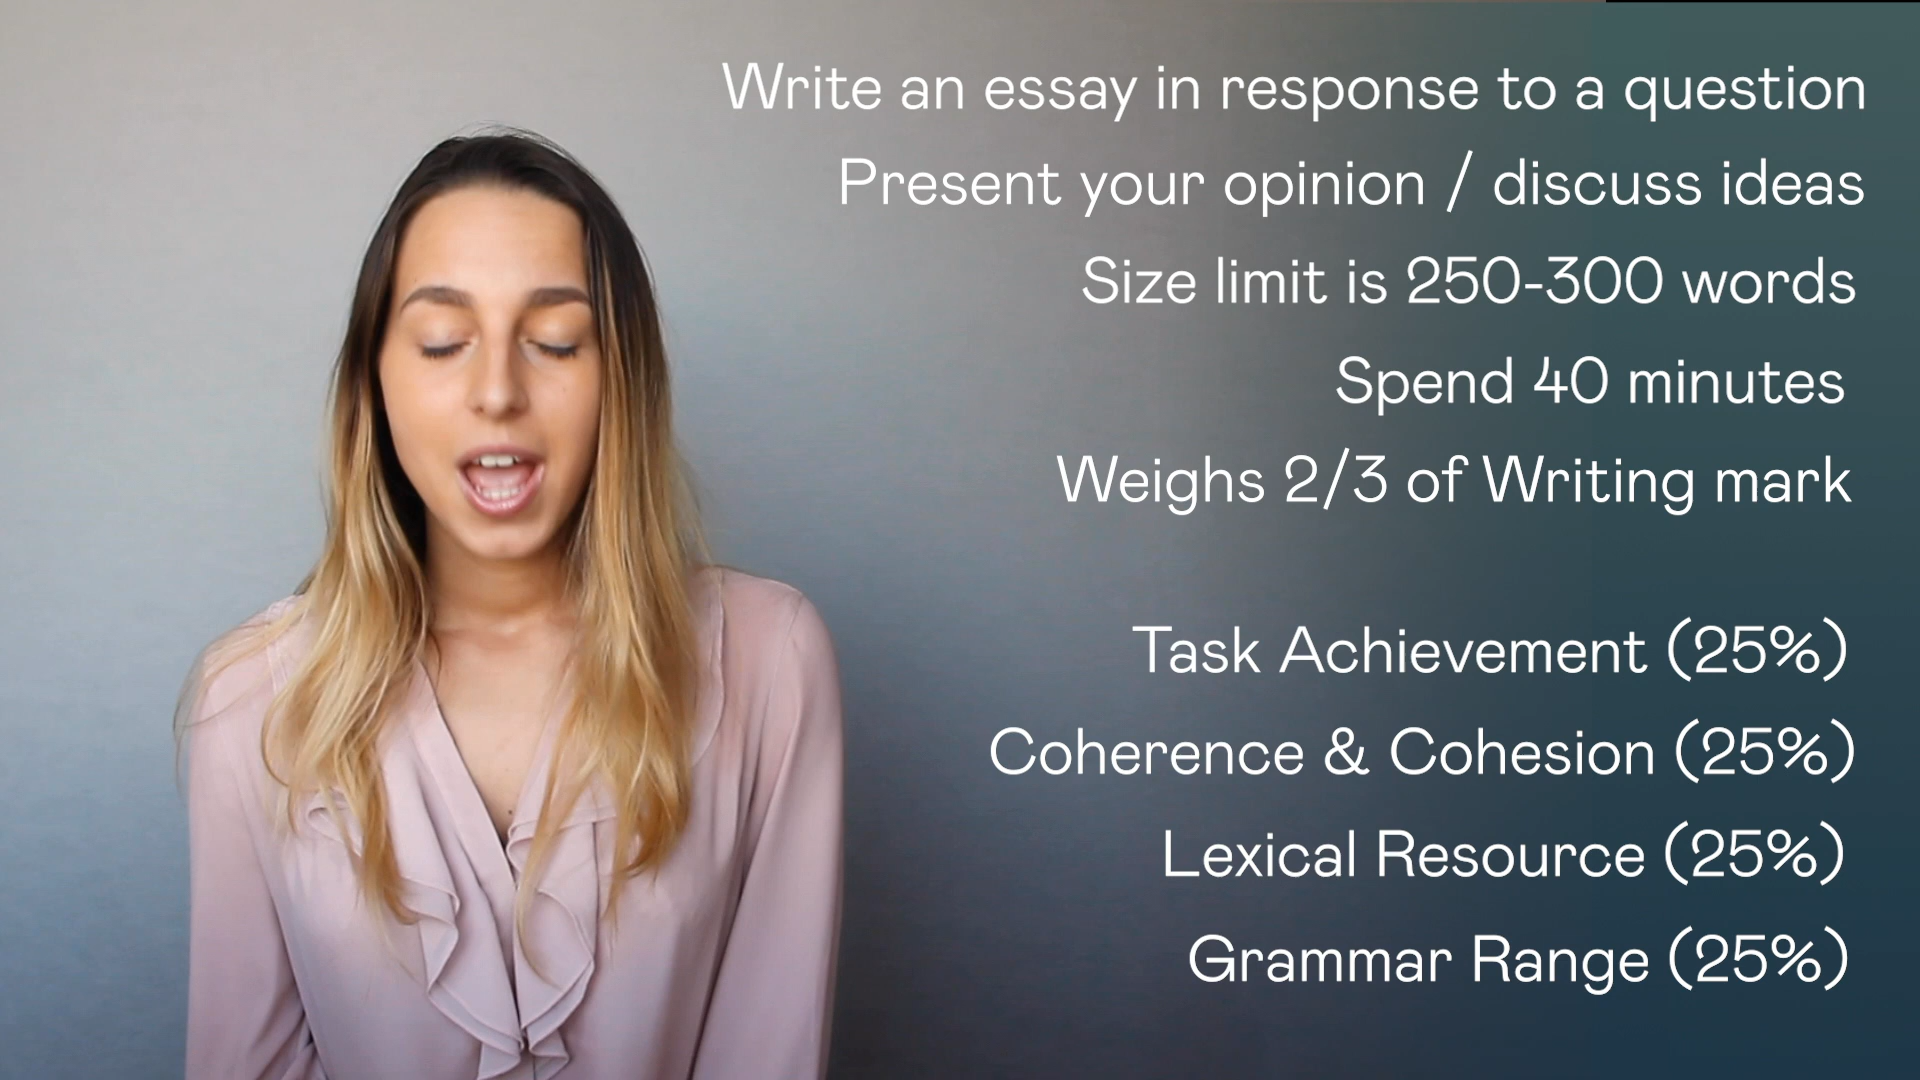 Write an essay in response to a question
Present your opinion / discuss ideas
Size limit is 250-300 words
Spend 40 minutes
Weighs 2/3 of Writing mark
Task Achievement (25%)
Coherence & Cohesion (25%)
Lexical Resource (25%)
Grammar Range (25%)